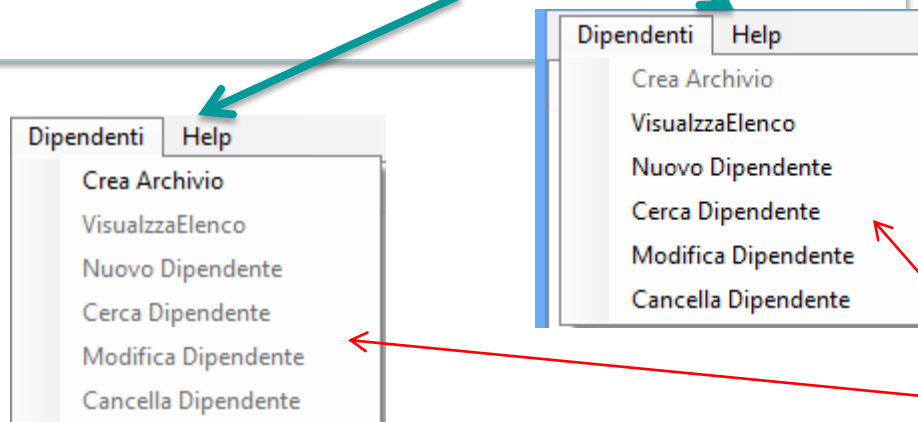 Dipendenti Help
Crea Archivio
VisualzzaElenco
Nuovo Dipendente
Cerca Dipendente
Modifica Dipendente
Cancella Dipendente
Dipendenti Help
Crea Archivio
VisualzzaElenco
Nuovo Dipendente
Cerca Dipendente
Modifica Dipendente
Cancella Dipendente